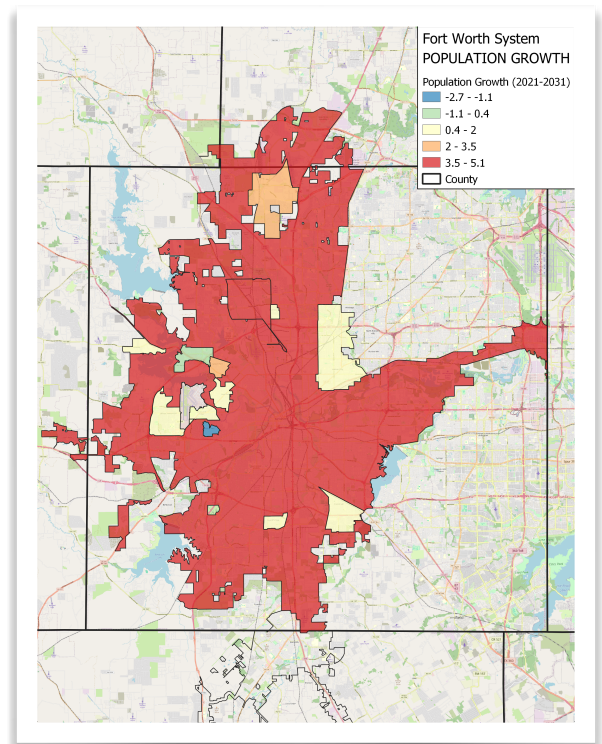 Fort Worth System
POPULATION GROWTH
Population Growth (2021-2031)
-2.7 - -1.1
-1.1 - 0.4
0.4 - 2
2 - 3.5
3.5 - 5.1
County